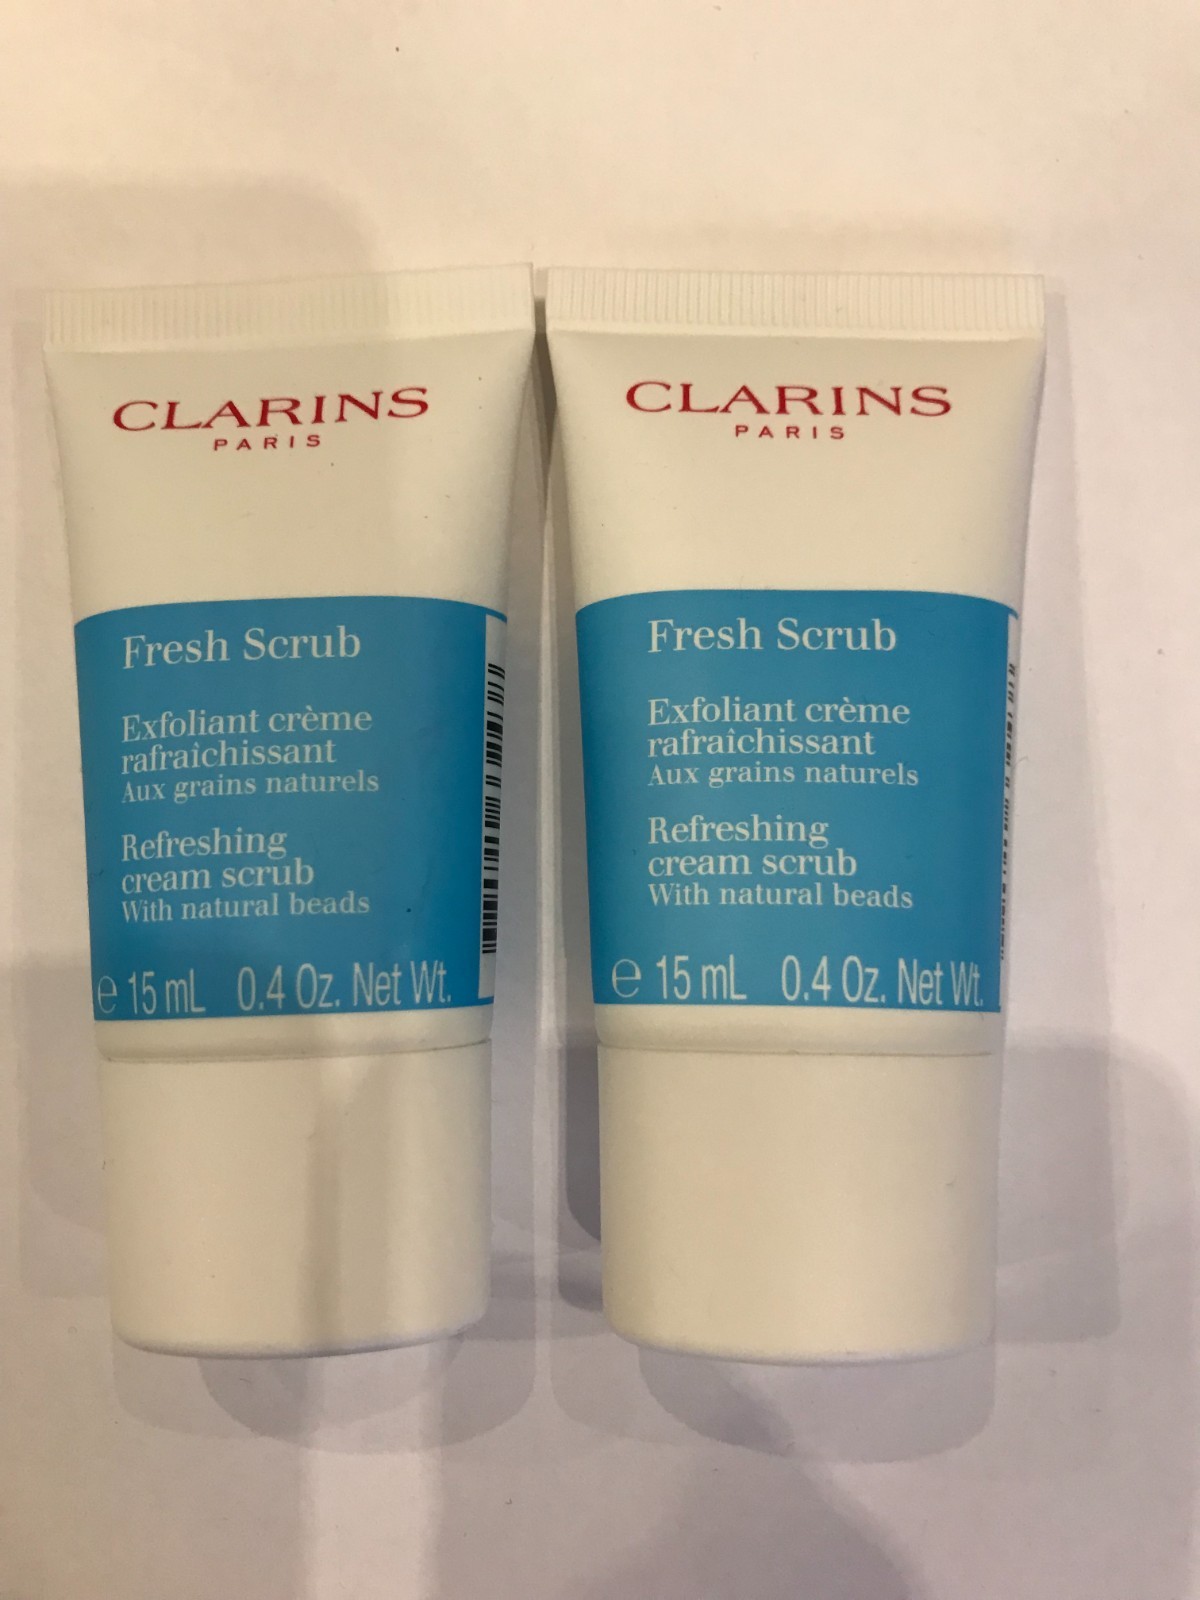 CLARINS
PARIS
Fresh Scrub
Exfoliant crème
rafraîchissant
Aux grains naturels
Refreshing
cream scrub
With natural beads
e 15 mL 0.4 Oz. Net Wt.
CLARINS
PARIS
Fresh Scrub
Exfoliant crème
rafraîchissant
Aux grains naturels
Refreshing
cream scrub
With natural beads
e 15 mL 0.4 Oz. Net Wt.